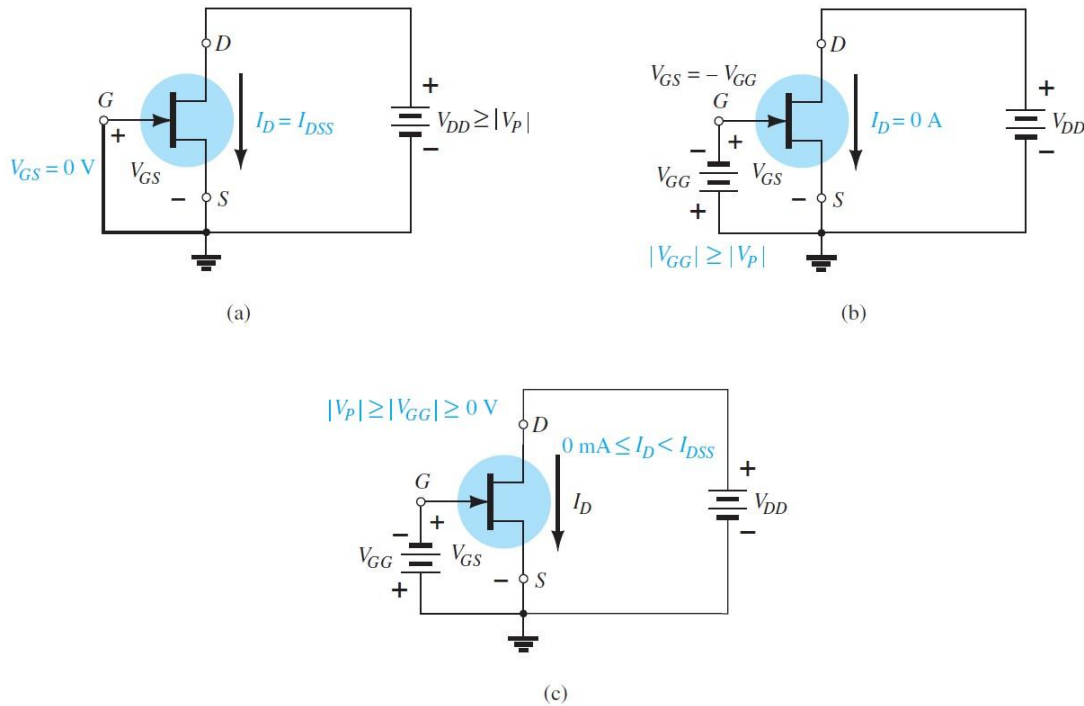 D
G
+
I_D = I_DSS
+
V_DD ≥ |V_P|
−
V_GS = 0 V
V_GS
−
S
(a)
D
V_GS = − V_GG
G
−
+
I_D = 0 A
+
V_DD
−
V_GG
V_GS
+
−
S
|V_GG| ≥ |V_P|
(b)
|V_P| ≥ |V_GG| ≥ 0 V
D
0 mA ≤ I_D < I_DSS
G
−
+
I_D
+
V_DD
−
V_GG
V_GS
+
−
S
(c)